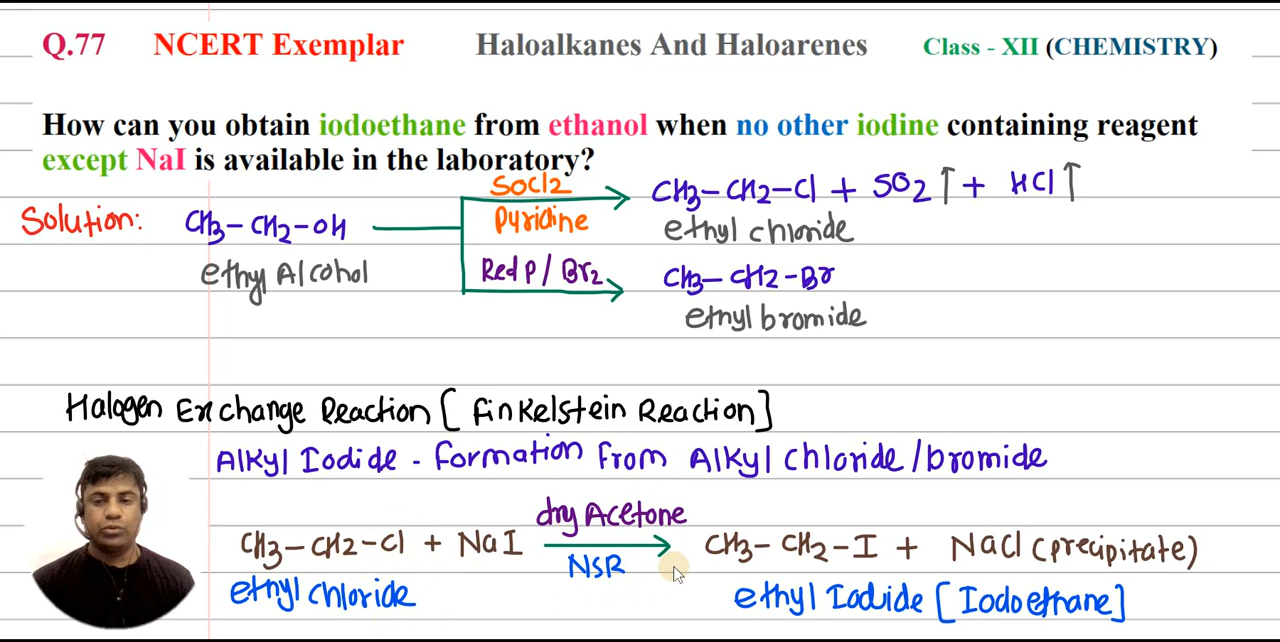 Q.77 NCERT Exemplar Haloalkanes And Haloarenes Class - XII (CHEMISTRY)
How can you obtain iodoethane from ethanol when no other iodine containing reagent
except NaI is available in the laboratory?
SOCl2
CH3-CH2-Cl + SO2↑ + HCl↑
Solution: CH3-CH2-OH
Pyridine
ethyl chloride
ethyl Alcohol
Red P / Br2
CH3-CH2-Br
ethyl bromide
Halogen Exchange Reaction [Finkelstein Reaction]
Alkyl Iodide - Formation From Alkyl chloride/bromide
dry Acetone
CH3-CH2-Cl + NaI → CH3-CH2-I + NaCl (precipitate)
NSR
ethyl chloride ethyl Iodide [Iodoethane]